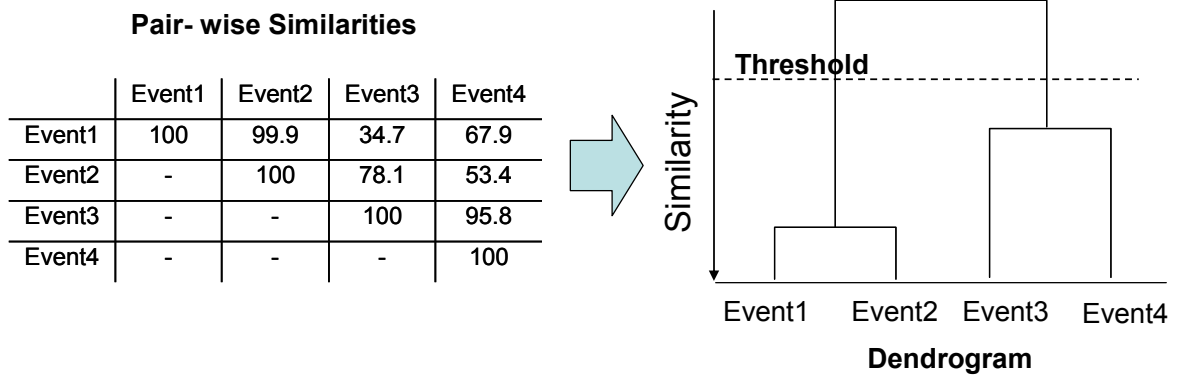 Pair- wise Similarities
Event1 Event2 Event3 Event4
Event1 100 99.9 34.7 67.9
Event2 - 100 78.1 53.4
Event3 - - 100 95.8
Event4 - - - 100
Threshold
Similarity
Event1 Event2 Event3 Event4
Dendrogram